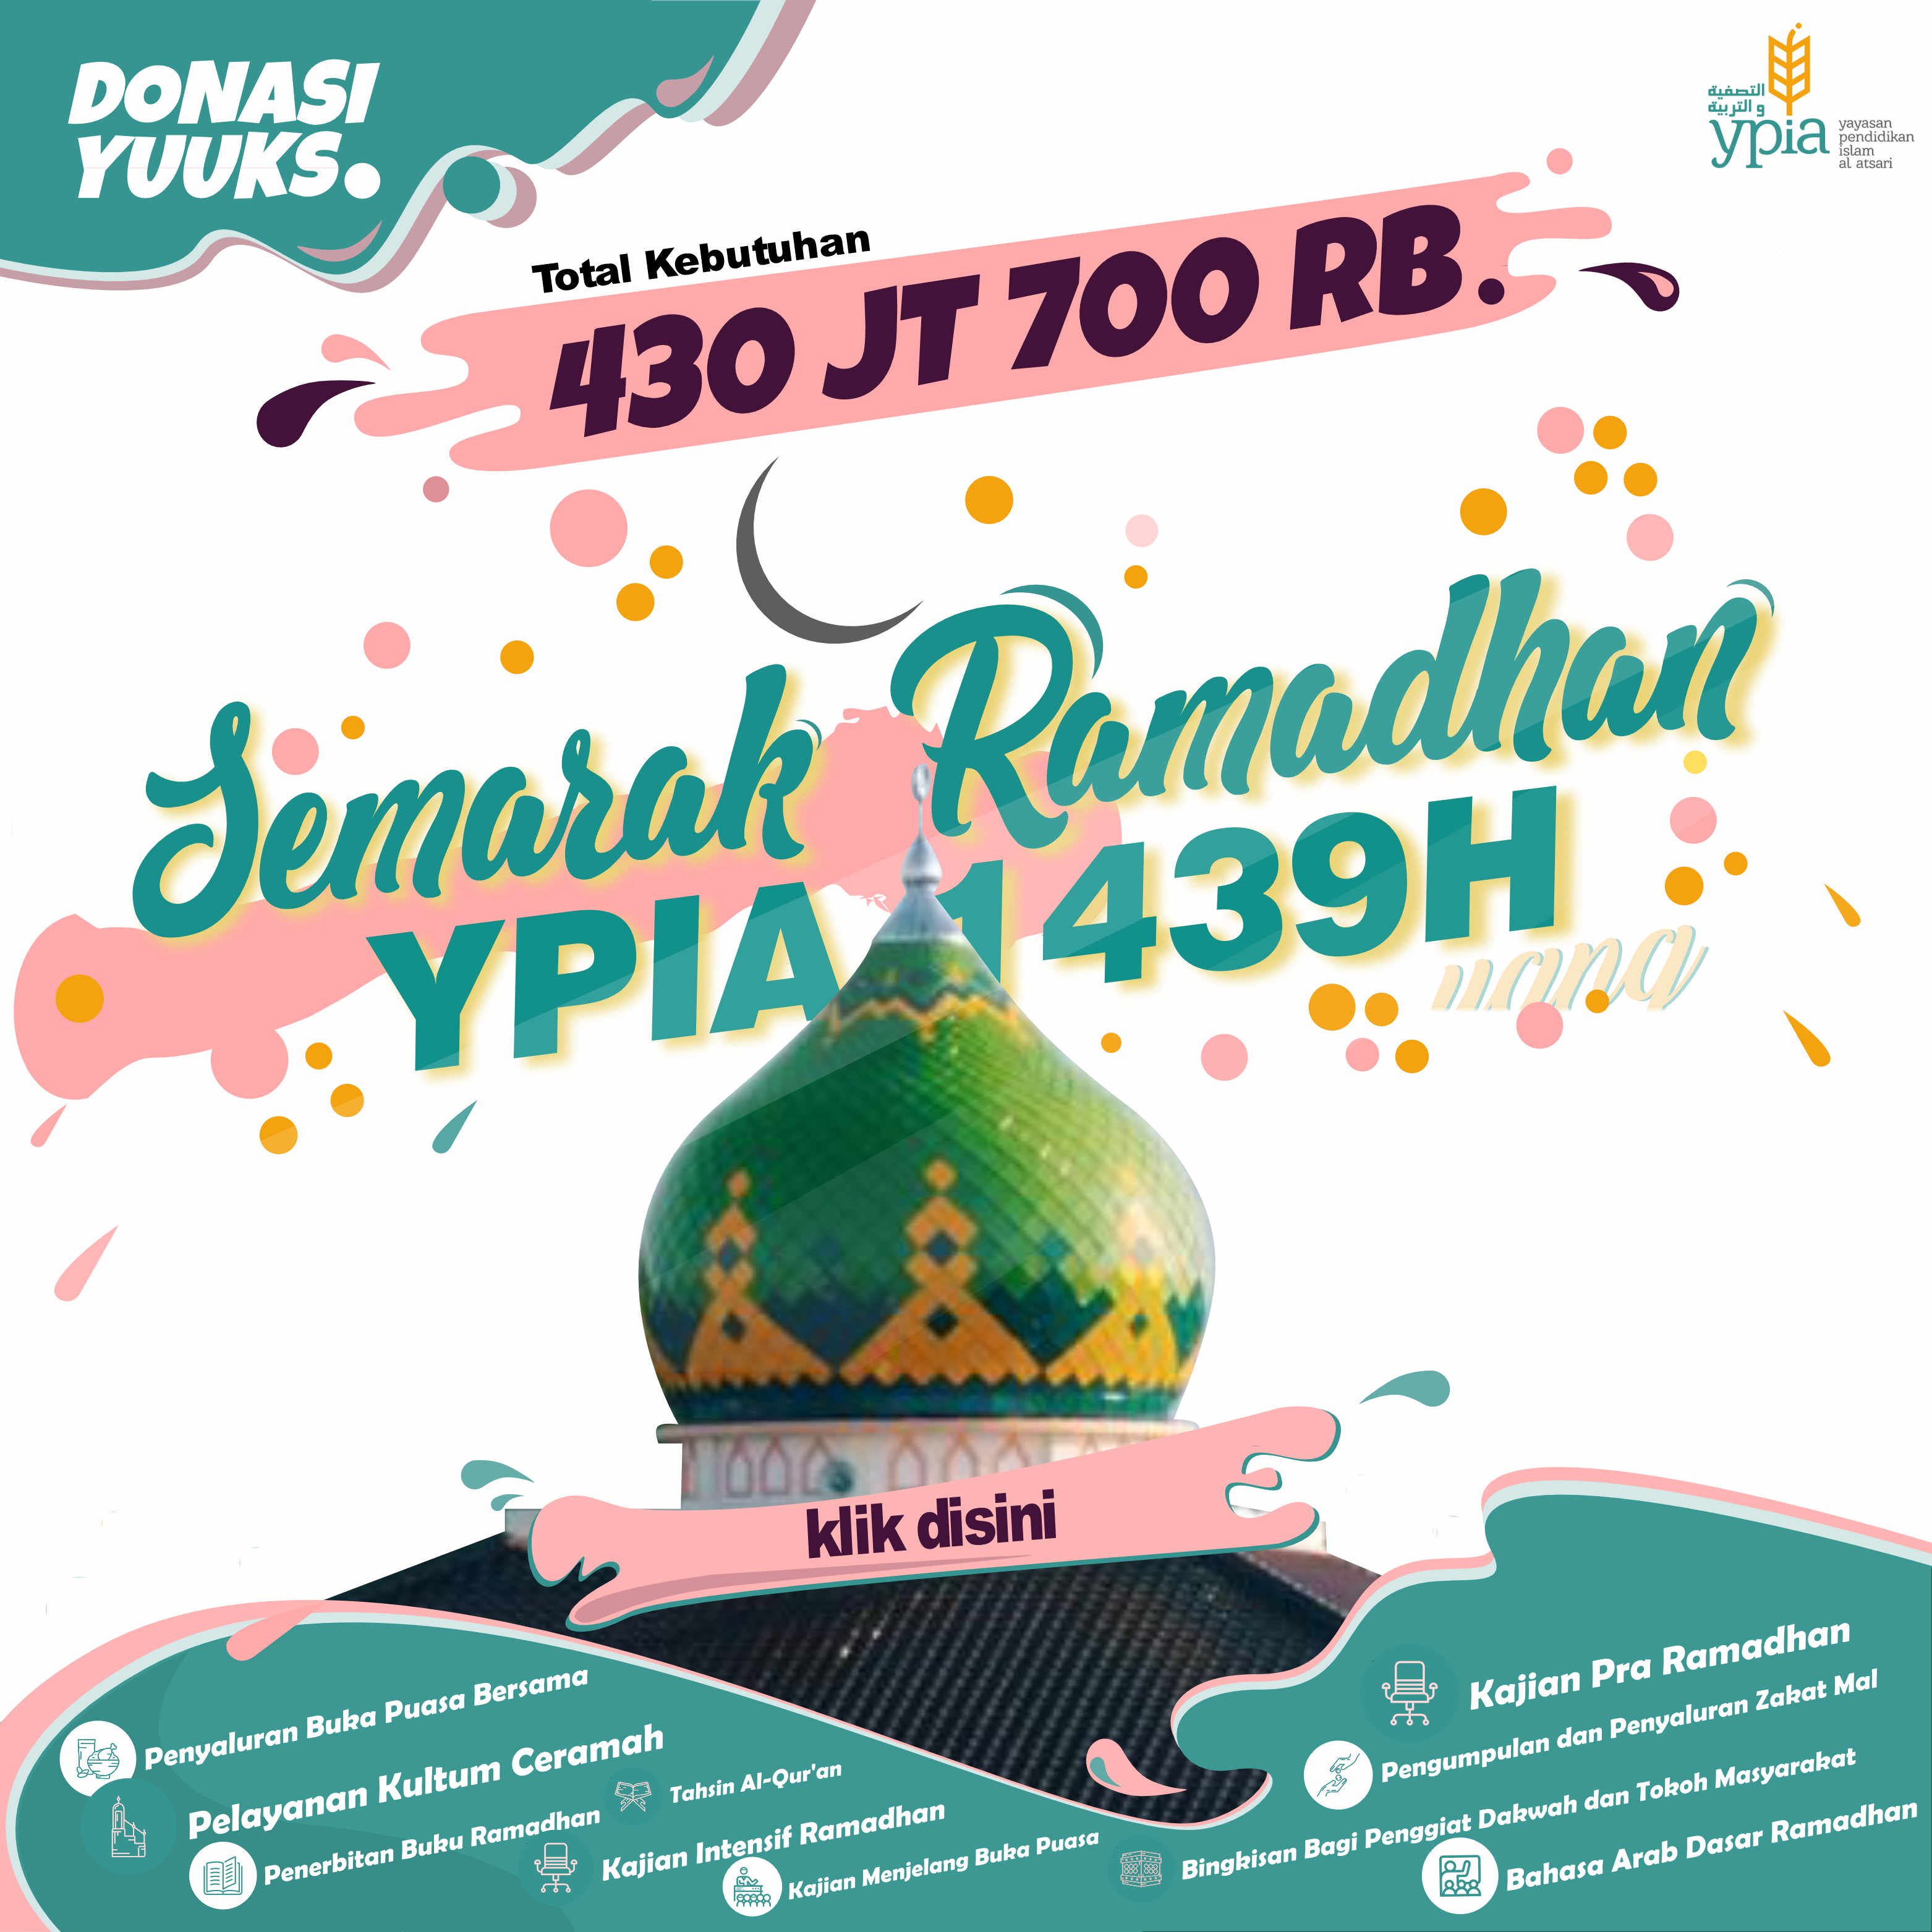 DONASI
YUUKS.
التصفية
و التربية
ypia
yayasan
pendidikan
islam
al atsari
Total Kebutuhan
430 JT 700 RB.
Semarak Ramadhan
YPIA 1439H
klik disini
Penyaluran Buka Puasa Bersama
Pelayanan Kultum Ceramah
Penerbitan Buku Ramadhan
Tahsin Al-Qur'an
Kajian Intensif Ramadhan
Kajian Menjelang Buka Puasa
Kajian Pra Ramadhan
Pengumpulan dan Penyaluran Zakat Mal
Bingkisan Bagi Penggiat Dakwah dan Tokoh Masyarakat
Bahasa Arab Dasar Ramadhan